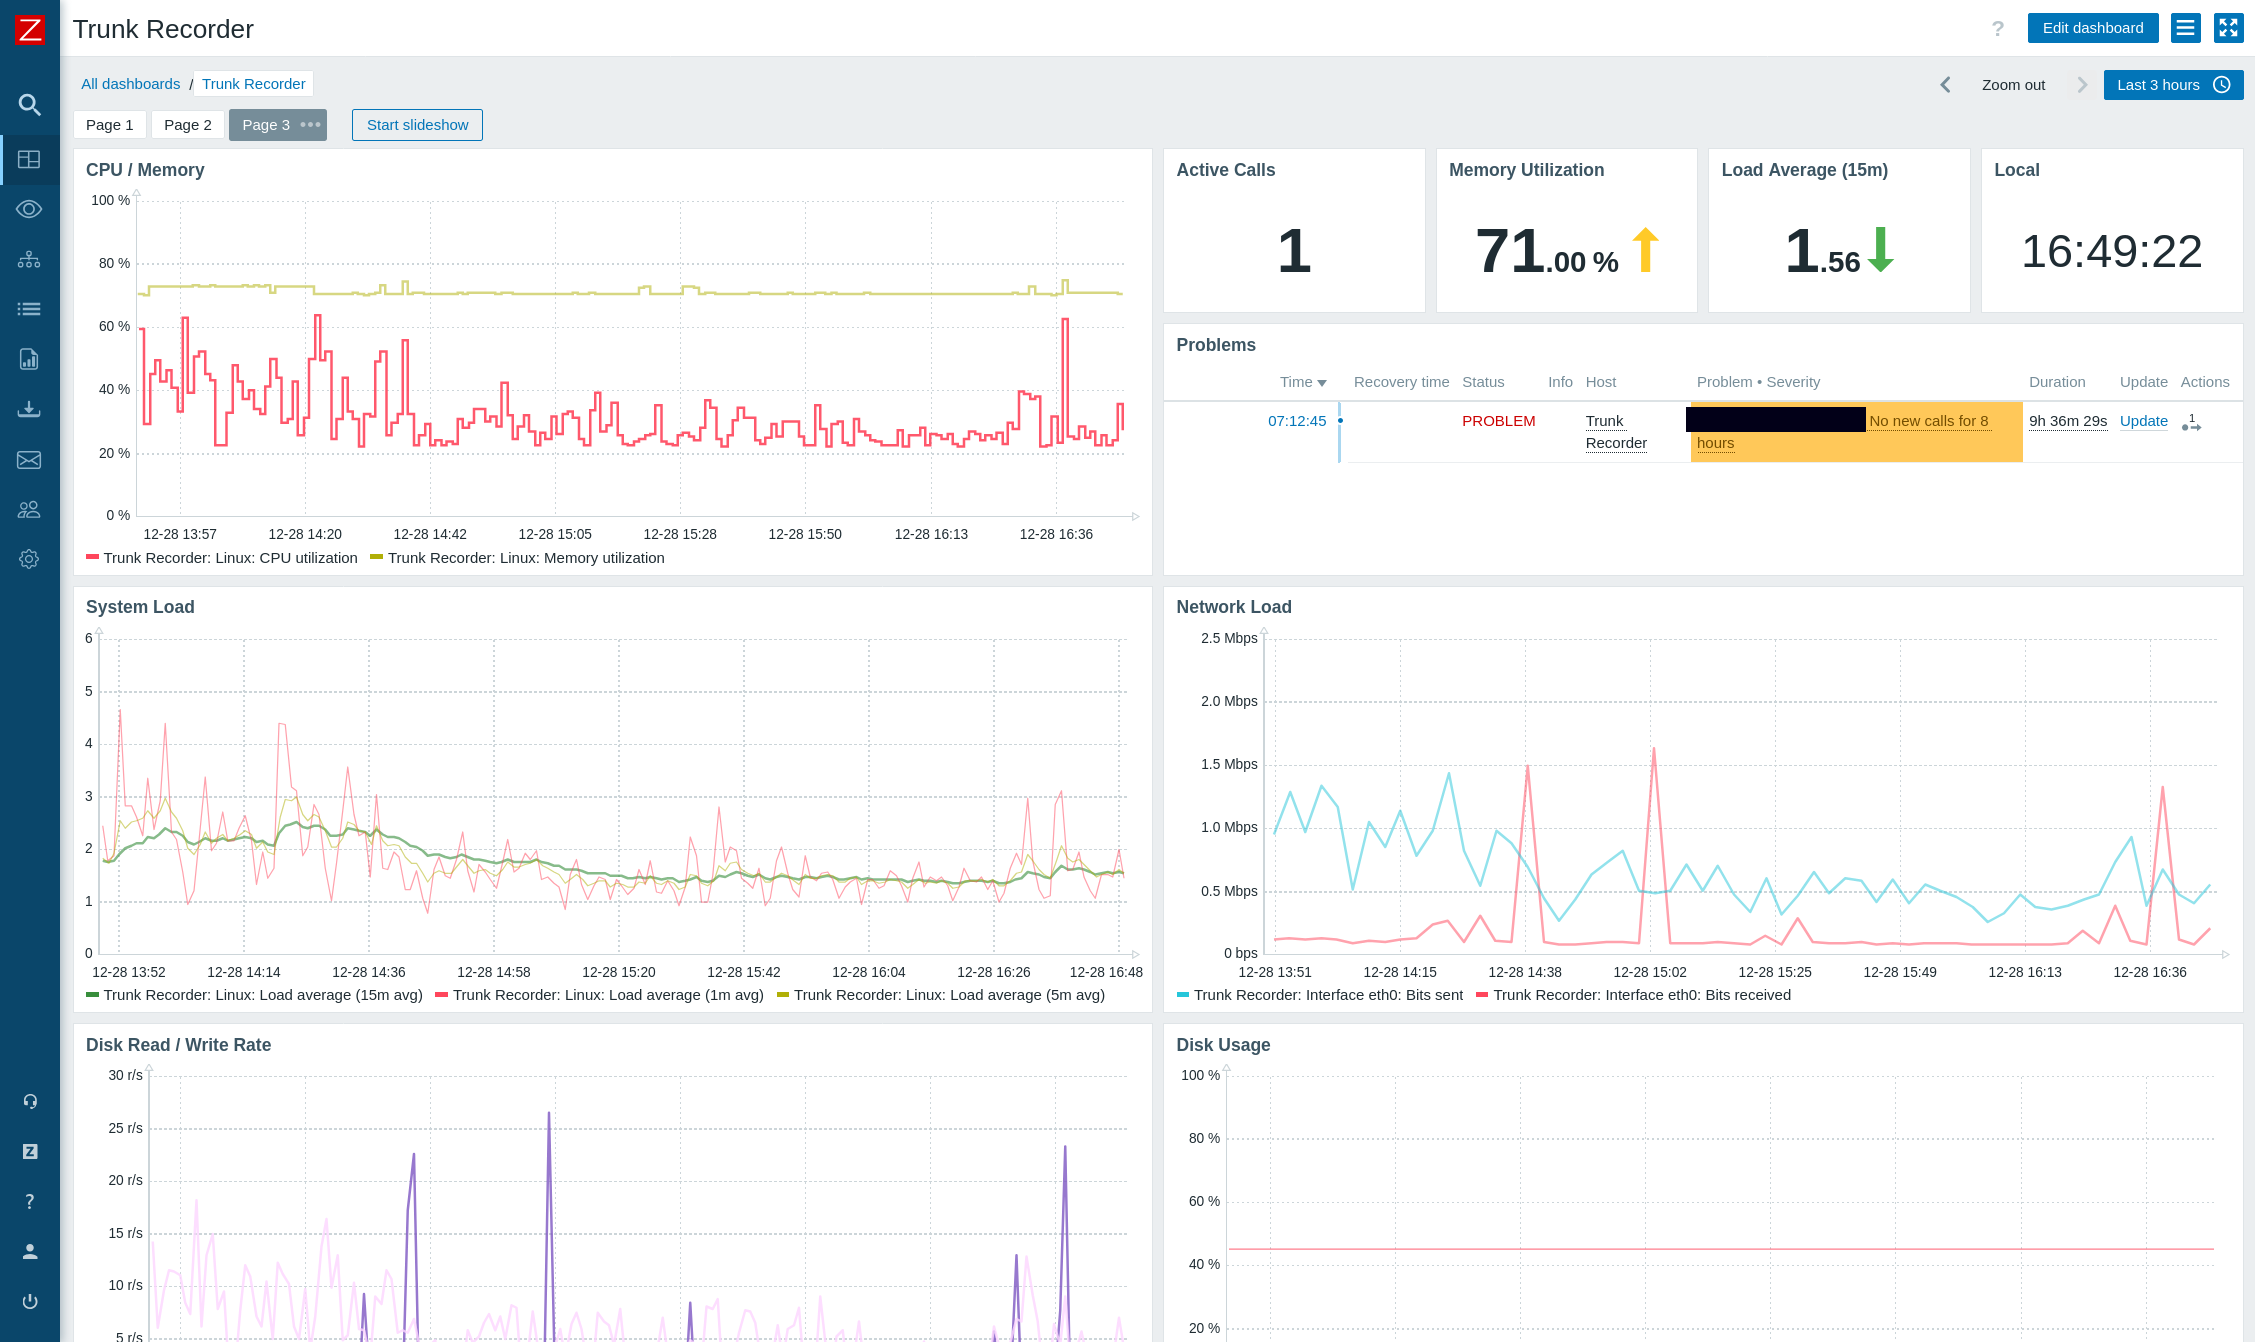 Z
Trunk Recorder
?
Edit dashboard
All dashboards / Trunk Recorder
Zoom out
Last 3 hours
Page 1
Page 2
Page 3
Start slideshow
CPU / Memory
100 %
80 %
60 %
40 %
20 %
0 %
12-28 13:57
12-28 14:20
12-28 14:42
12-28 15:05
12-28 15:28
12-28 15:50
12-28 16:13
12-28 16:36
Trunk Recorder: Linux: CPU utilization
Trunk Recorder: Linux: Memory utilization
Active Calls
1
Memory Utilization
71.00 %
Load Average (15m)
1.56
Local
16:49:22
Problems
Time
Recovery time
Status
Info
Host
Problem • Severity
Duration
Update
Actions
07:12:45
PROBLEM
Trunk Recorder
No new calls for 8 hours
9h 36m 29s
Update
1
System Load
6
5
4
3
2
1
0
12-28 13:52
12-28 14:14
12-28 14:36
12-28 14:58
12-28 15:20
12-28 15:42
12-28 16:04
12-28 16:26
12-28 16:48
Trunk Recorder: Linux: Load average (15m avg)
Trunk Recorder: Linux: Load average (1m avg)
Trunk Recorder: Linux: Load average (5m avg)
Network Load
2.5 Mbps
2.0 Mbps
1.5 Mbps
1.0 Mbps
0.5 Mbps
0 bps
12-28 13:51
12-28 14:15
12-28 14:38
12-28 15:02
12-28 15:25
12-28 15:49
12-28 16:13
12-28 16:36
Trunk Recorder: Interface eth0: Bits sent
Trunk Recorder: Interface eth0: Bits received
Disk Read / Write Rate
30 r/s
25 r/s
20 r/s
15 r/s
10 r/s
5 r/s
Disk Usage
100 %
80 %
60 %
40 %
20 %
Z
?